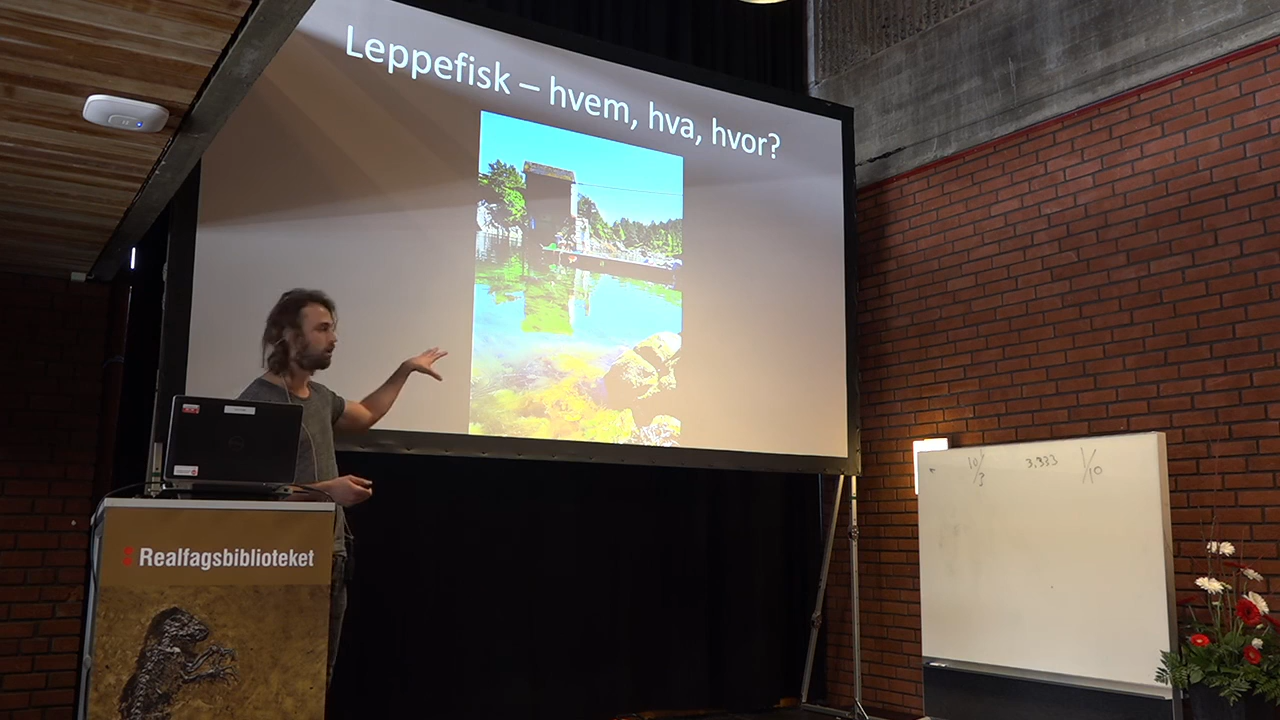 Leppefisk – hvem, hva, hvor?
Realfagsbiblioteket
10/3 3.333 1/10